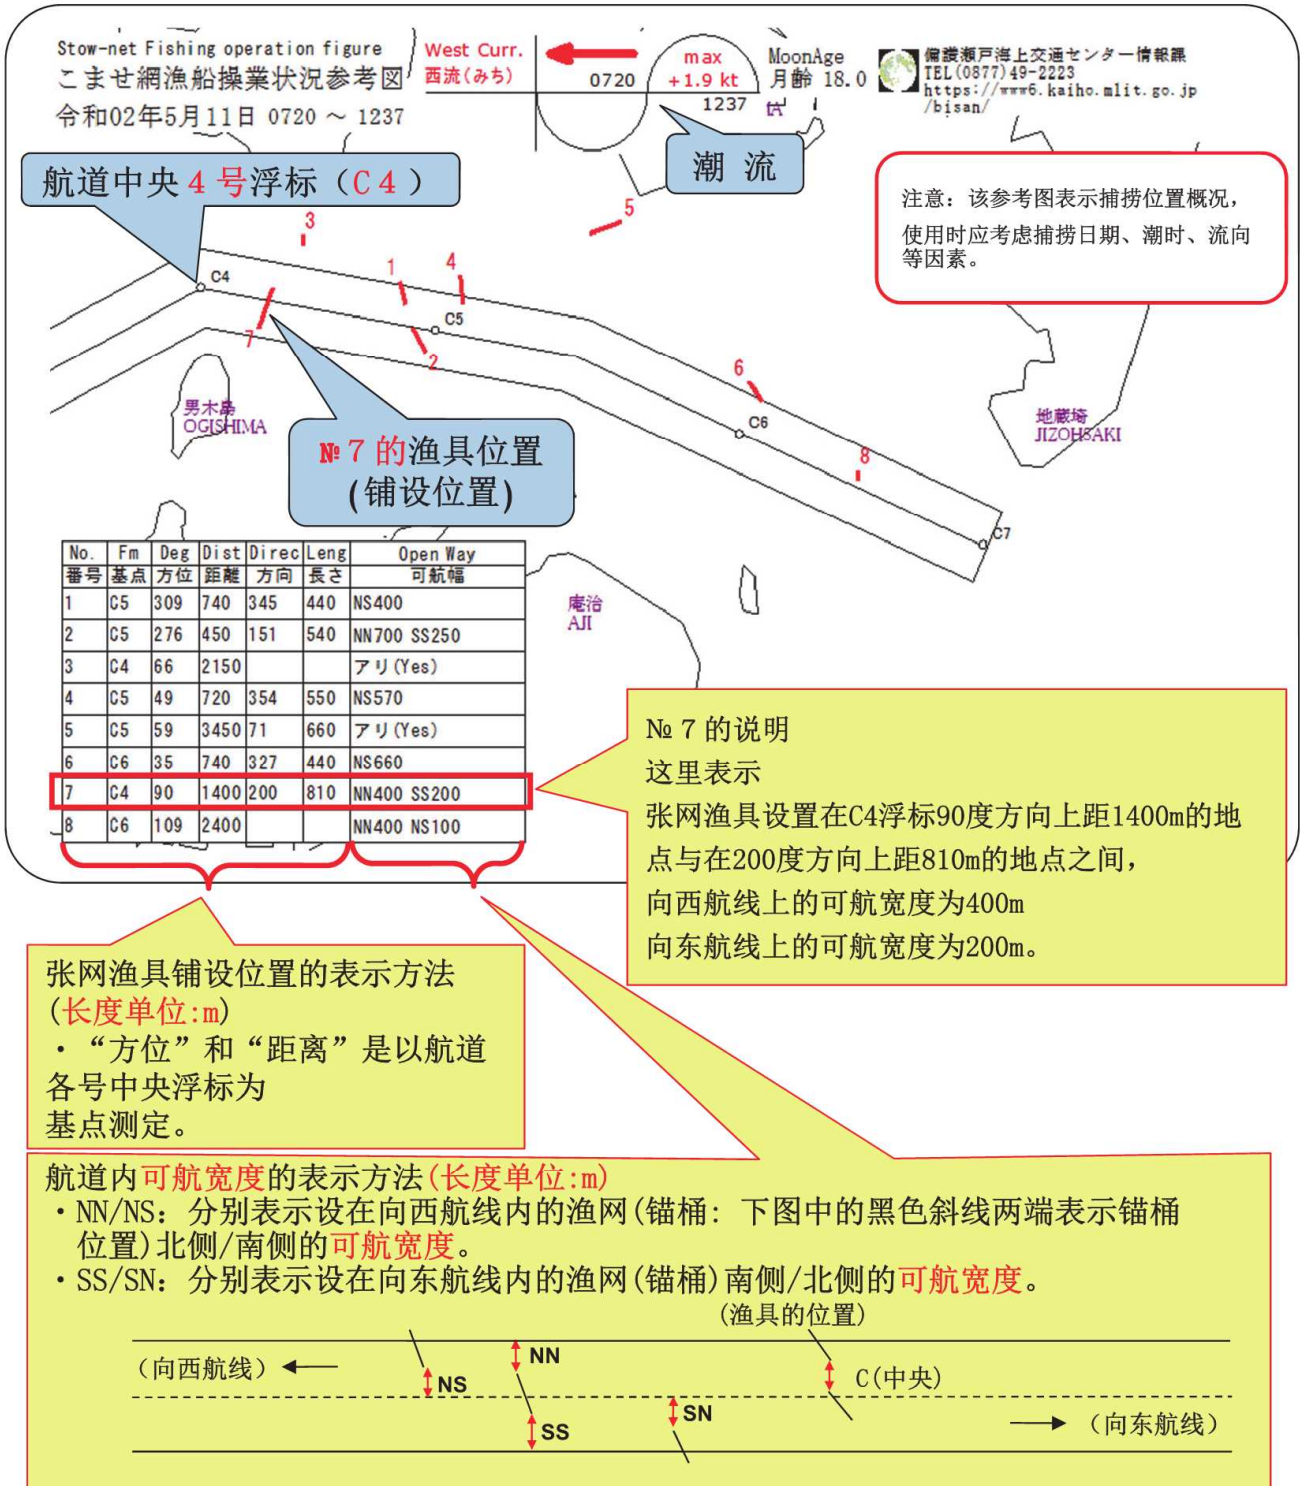 Stow-net Fishing operation figure
こませ網漁船操業状況参考図
令和02年5月11日 0720 ～ 1237
West Curr.
西流(みち)
0720
max
+1.9 kt
1237
MoonAge
月齢 18.0
備讃瀬戸海上交通センター情報課
TEL(0877)49-2223
https://www6.kaiho.mlit.go.jp
/bisan/
潮 流
航道中央4号浮标（C4）
注意：该参考图表示捕捞位置概况，
使用时应考虑捕捞日期、潮时、流向
等因素。
3
5
1
4
C4
C5
7
2
6
C6
8
C7
男木島
OGISHIMA
地蔵埼
JIZOHSAKI
№7的渔具位置
(铺设位置)
庵治
AJI
No. Fm Deg Dist Direc Leng Open Way
番号 基点 方位 距離 方向 長さ 可航幅
1 C5 309 740 345 440 NS400
2 C5 276 450 151 540 NN700 SS250
3 C4 66 2150 アリ(Yes)
4 C5 49 720 354 550 NS570
5 C5 59 3450 71 660 アリ(Yes)
6 C6 35 740 327 440 NS660
7 C4 90 1400 200 810 NN400 SS200
8 C6 109 2400 NN400 NS100
№7的说明
这里表示
张网渔具设置在C4浮标90度方向上距1400m的地
点与在200度方向上距810m的地点之间，
向西航线上的可航宽度为400m
向东航线上的可航宽度为200m。
张网渔具铺设位置的表示方法
(长度单位:m)
・“方位”和“距离”是以航道
各号中央浮标为
基点测定。
航道内可航宽度的表示方法(长度单位:m)
・NN/NS：分别表示设在向西航线内的渔网(锚桶：下图中的黑色斜线两端表示锚桶
位置)北侧/南侧的可航宽度。
・SS/SN：分别表示设在向东航线内的渔网(锚桶)南侧/北侧的可航宽度。
(渔具的位置)
（向西航线）
NN
NS
C(中央)
SN
SS
（向东航线）